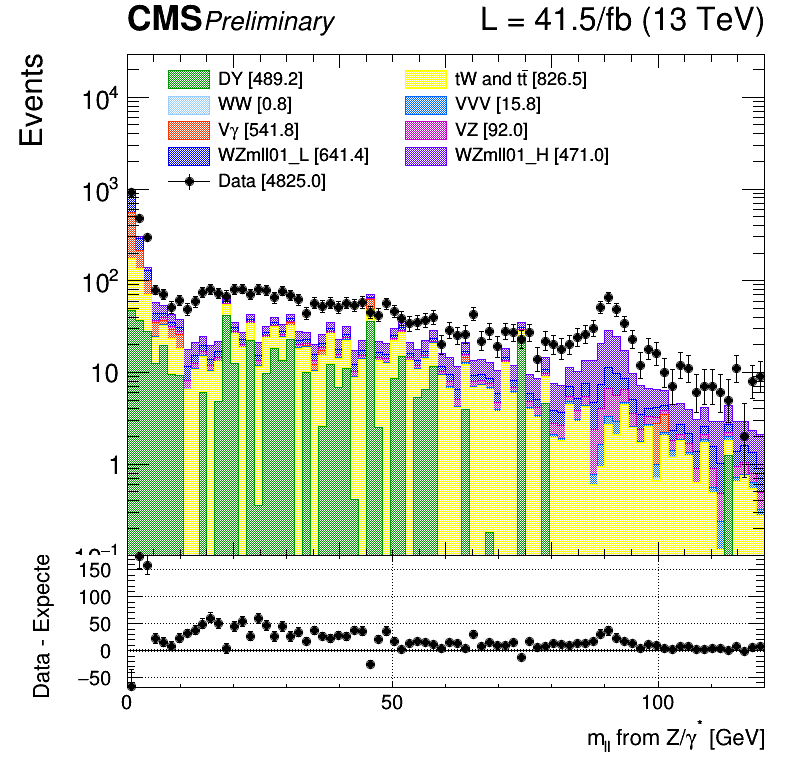 CMS Preliminary L = 41.5/fb (13 TeV)
Events
DY [489.2] tW and tt̄ [826.5]
WW [0.8] VVV [15.8]
Vγ [541.8] VZ [92.0]
WZmll01_L [641.4] WZmll01_H [471.0]
Data [4825.0]
10⁴
10³
10²
10
1
Data - Expecte
150
100
50
0
−50
0 50 100
m_ll from Z/γ* [GeV]